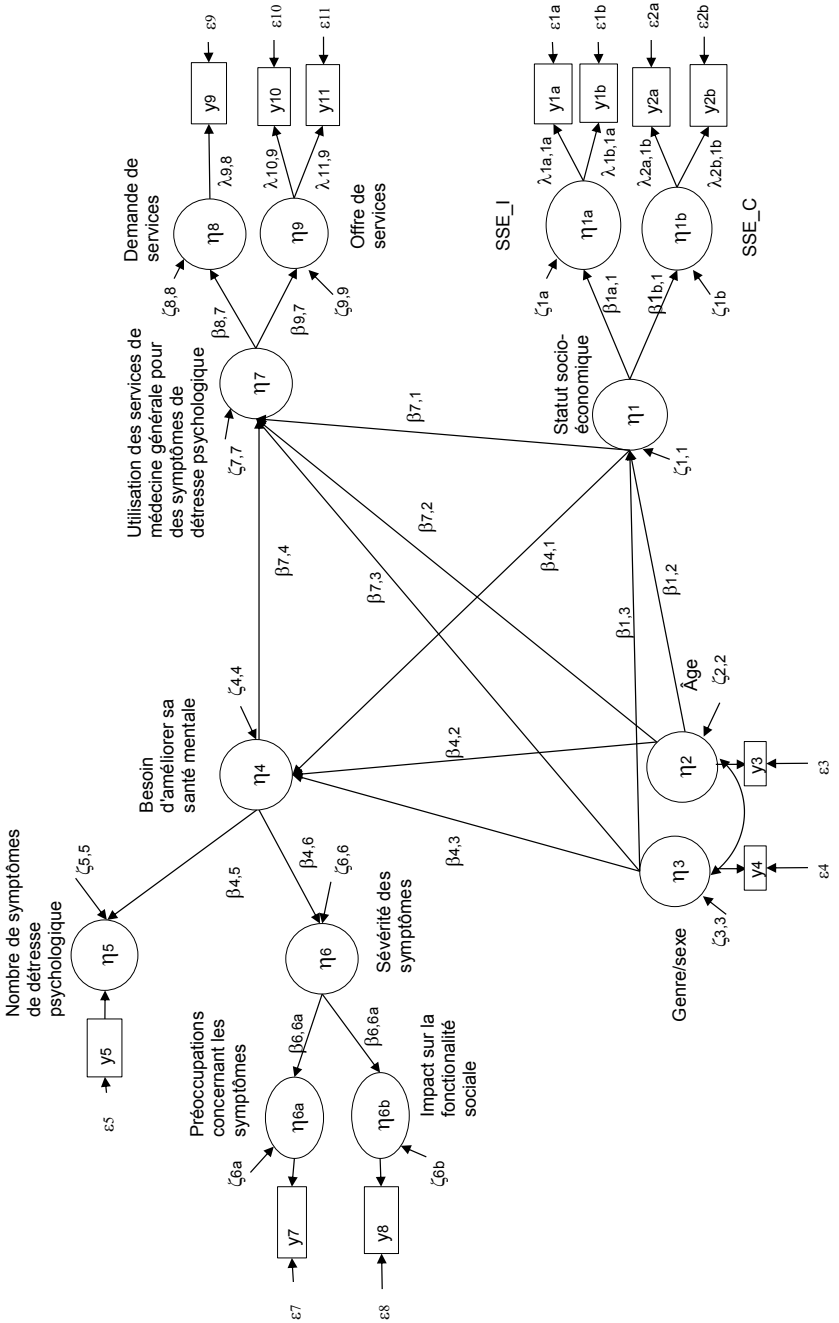 Nombre de symptômes
de détresse
psychologique
ζ5,5
η5
y5
ε5
β4,5
Préoccupations
concernant les
symptômes
ζ6a
η6a
y7
ε7
β6,6a
β6,6a
η6b
ζ6b
y8
ε8
Impact sur la
fonctionalité
sociale
η6
ζ6,6
β4,6
Sévérité des
symptômes
Besoin
d'améliorer sa
santé mentale
ζ4,4
η4
β7,4
β7,3
β7,2
β7,1
β4,1
β4,2
β4,3
β1,3
β1,2
Utilisation des services de
médecine générale pour
des symptômes de
détresse psychologique
ζ7,7
η7
β8,7
β9,7
Demande de
services
ζ8,8
η8
λ9,8
y9
ε9
η9
ζ9,9
λ10,9
y10
ε10
λ11,9
y11
ε11
Offre de
services
Genre/sexe
ζ3,3
η3
y4
ε4
Âge
ζ2,2
η2
y3
ε3
Statut socio-
économique
η1
ζ1,1
β1a,1
β1b,1
SSE_I
ζ1a
η1a
λ1a,1a
y1a
ε1a
λ1b,1a
y1b
ε1b
η1b
ζ1b
λ2a,1b
y2a
ε2a
λ2b,1b
y2b
ε2b
SSE_C